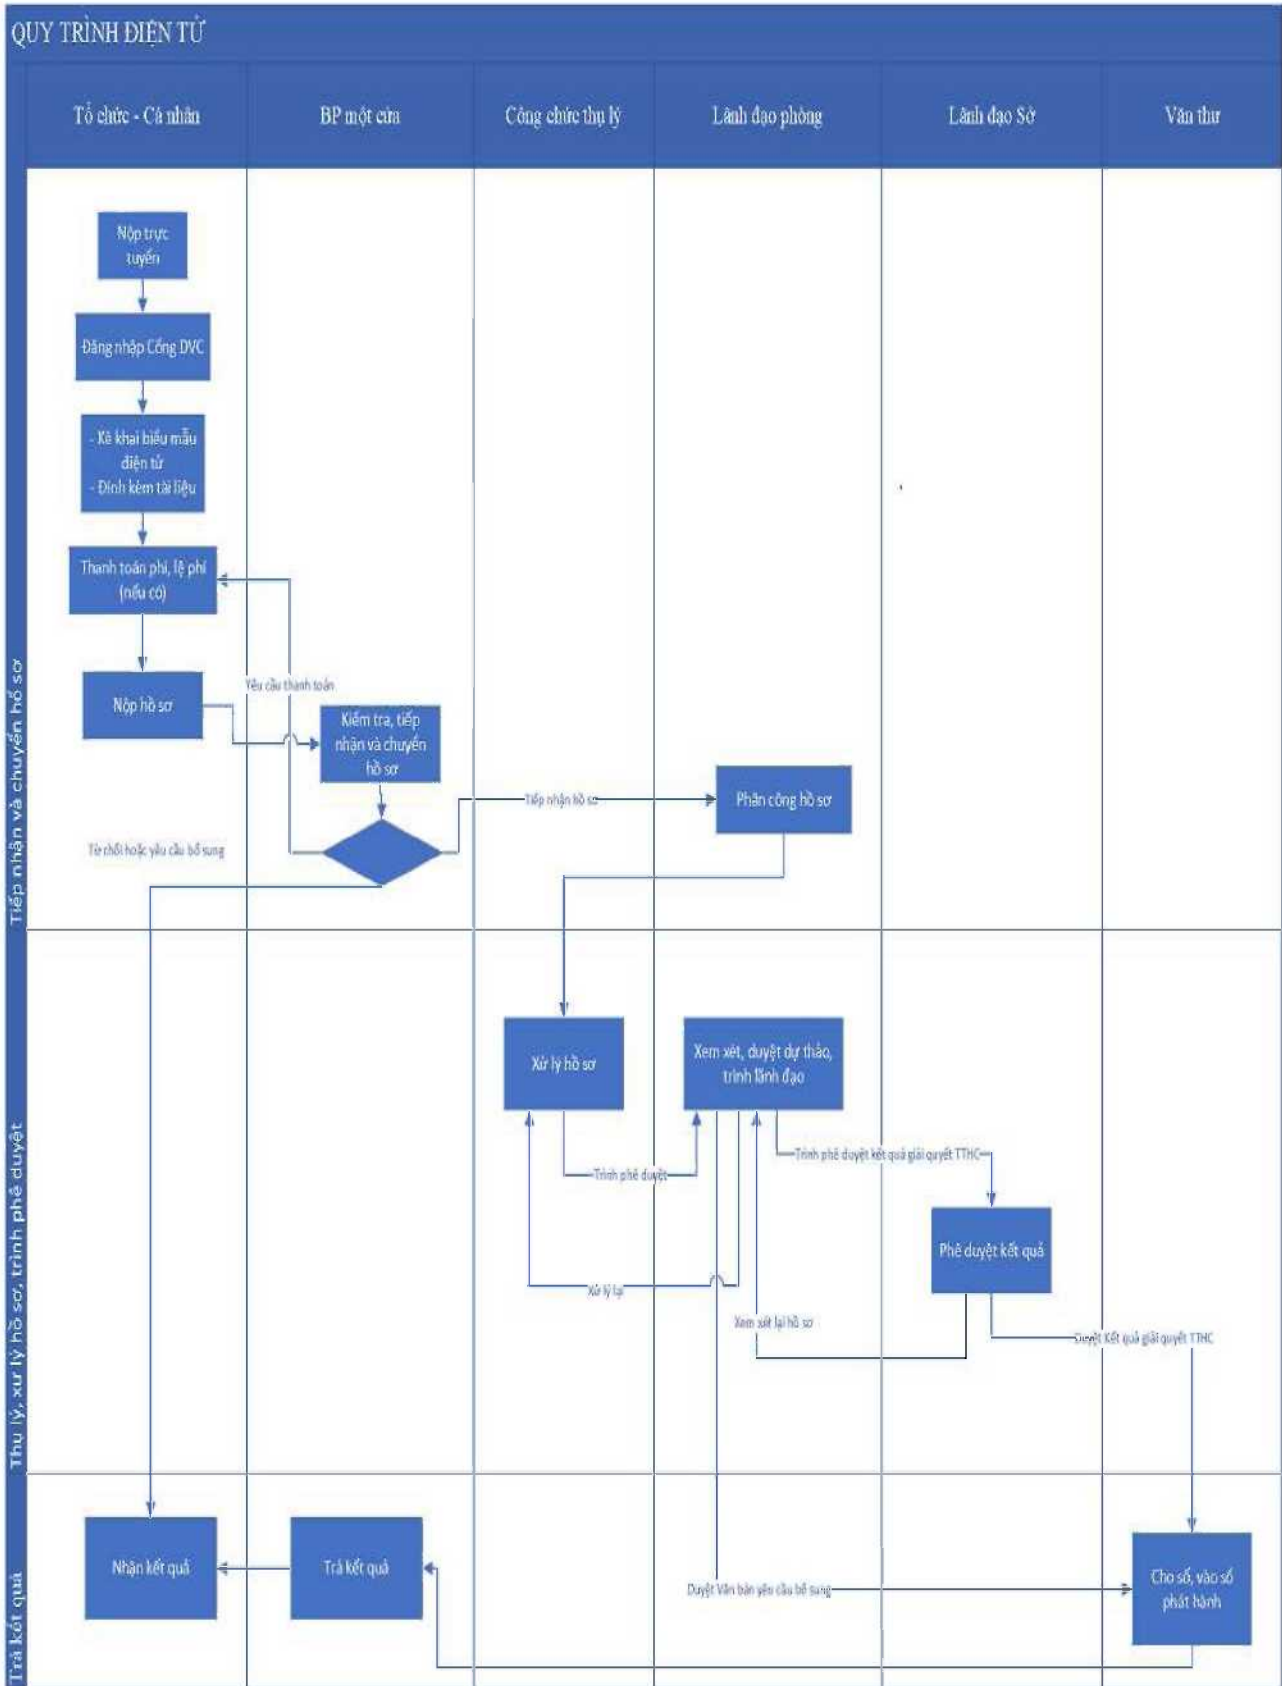 QUY TRÌNH ĐIỆN TỬ
Tổ chức - Cá nhân
BP một cửa
Công chức thụ lý
Lãnh đạo phòng
Lãnh đạo Sở
Văn thư
Tiếp nhận và chuyển hồ sơ
Nộp trực
tuyến
Đăng nhập Cổng DVC
- Kê khai biểu mẫu
điện tử
- Đính kèm tài liệu
Thanh toán phí, lệ phí
(nếu có)
Nộp hồ sơ
Yêu cầu thanh toán
Kiểm tra, tiếp
nhận và chuyển
hồ sơ
Tiếp nhận hồ sơ
Phân công hồ sơ
Từ chối hoặc yêu cầu bổ sung
Thụ lý, xử lý hồ sơ, trình phê duyệt
Xử lý hồ sơ
Xem xét, duyệt dự thảo,
trình lãnh đạo
Trình phê duyệt kết quả giải quyết TTHC
Trình phê duyệt
Phê duyệt kết quả
Xử lý lại
Xem xét lại hồ sơ
Duyệt Kết quả giải quyết TTHC
Trả kết quả
Nhận kết quả
Trả kết quả
Duyệt Văn bản yêu cầu bổ sung
Cho số, vào số
phát hành